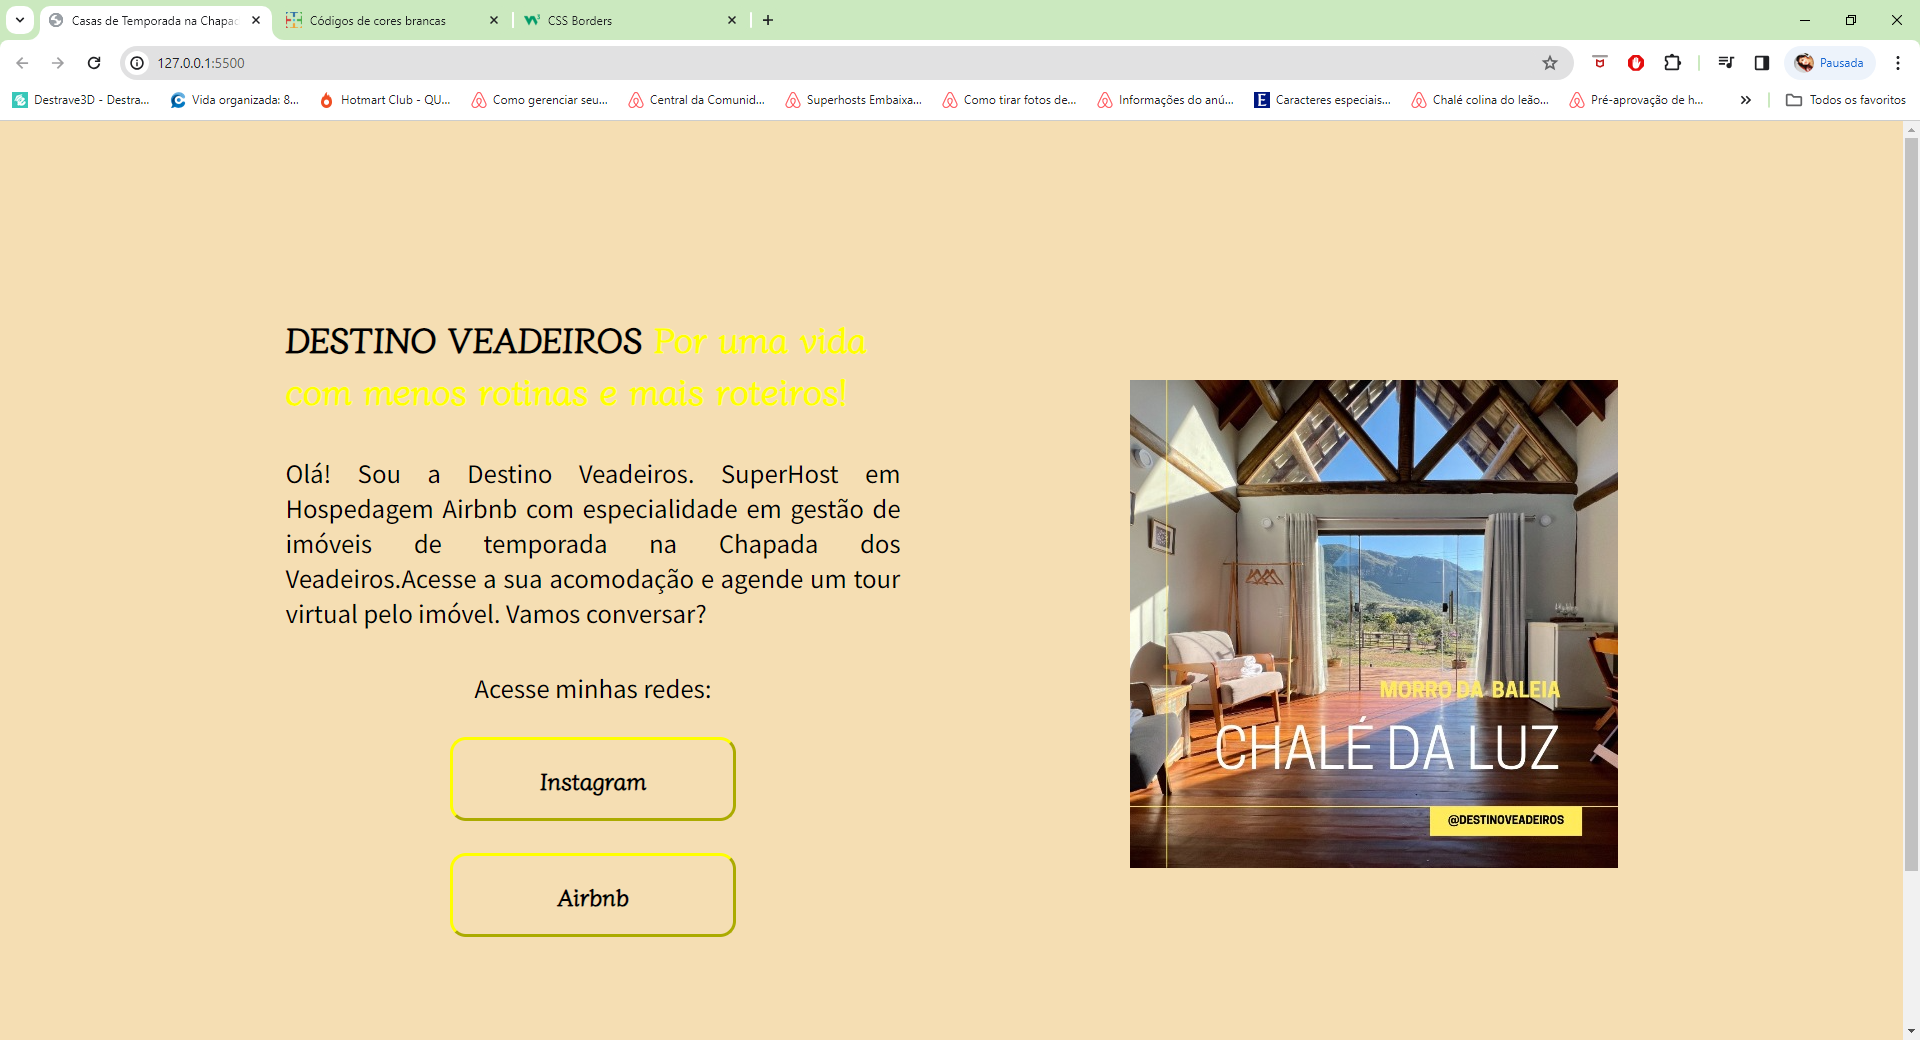 Casas de Temporada na Chapac
Códigos de cores brancas
CSS Borders
127.0.0.1:5500
Pausada
Destrave3D - Destra...
Vida organizada: 8...
Hotmart Club - QU...
Como gerenciar seu...
Central da Comunid...
Superhosts Embaixa...
Como tirar fotos de...
Informações do anú...
Caracteres especiais...
Chalé colina do leão...
Pré-aprovação de h...
Todos os favoritos
DESTINO VEADEIROS Por uma vida
com menos rotinas e mais roteiros!
Olá! Sou a Destino Veadeiros. SuperHost em
Hospedagem Airbnb com especialidade em gestão de
imóveis de temporada na Chapada dos
Veadeiros.Acesse a sua acomodação e agende um tour
virtual pelo imóvel. Vamos conversar?
Acesse minhas redes:
Instagram
Airbnb
MORRO DA BALEIA
CHALÉ DA LUZ
@DESTINOVEADEIROS